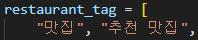 restaurant_tag = [
"맛집", "추천 맛집",